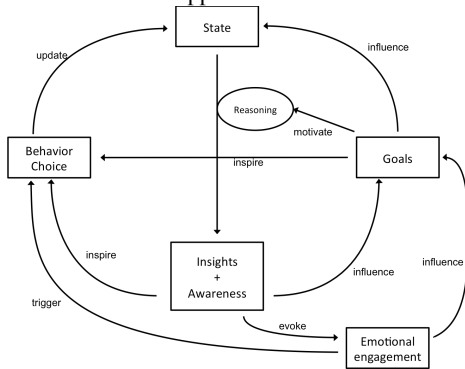 State
update
influence
Reasoning
motivate
Behavior
Choice
inspire
Goals
Insights
+
Awareness
inspire
influence
influence
trigger
evoke
Emotional
engagement